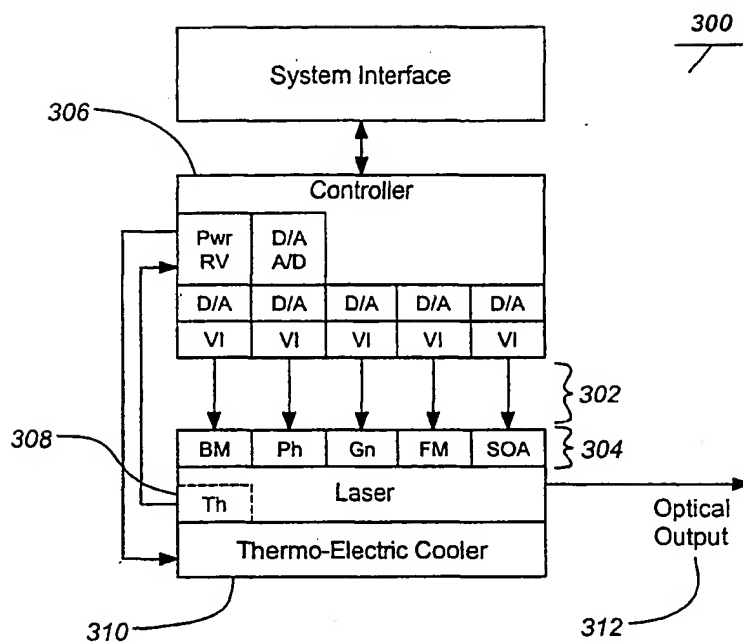 300
System Interface
306
Controller
Pwr D/A
RV A/D
D/A D/A D/A D/A D/A
VI VI VI VI VI
302
308
BM Ph Gn FM SOA
304
Th
Laser
Optical
Output
Thermo-Electric Cooler
310
312